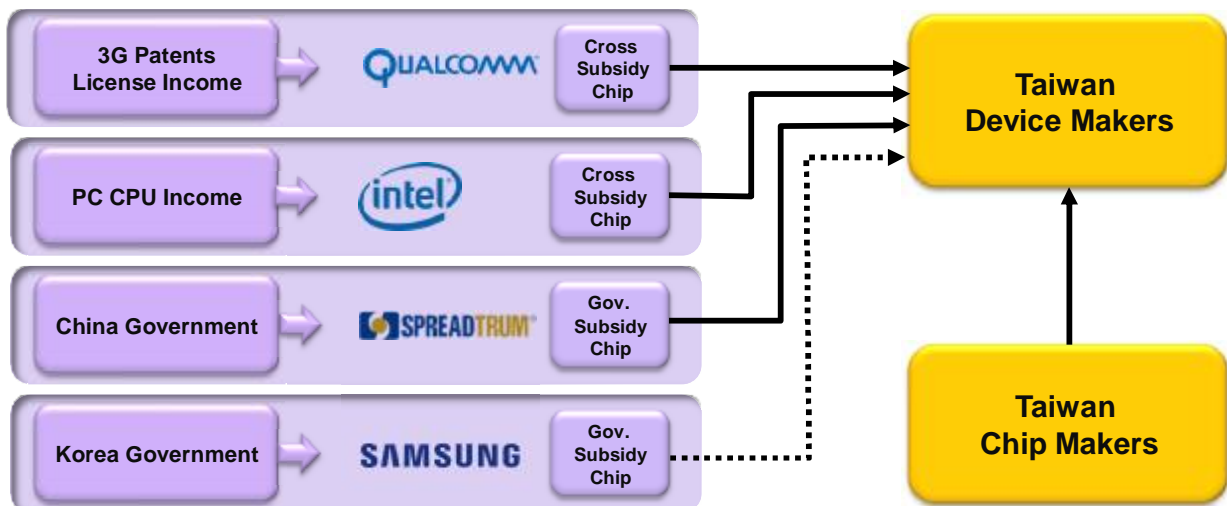 3G Patents
License Income
QUALCOMM
Cross
Subsidy
Chip
PC CPU Income
intel
Cross
Subsidy
Chip
China Government
SPREADTRUM
Gov.
Subsidy
Chip
Korea Government
SAMSUNG
Gov.
Subsidy
Chip
Taiwan
Device Makers
Taiwan
Chip Makers